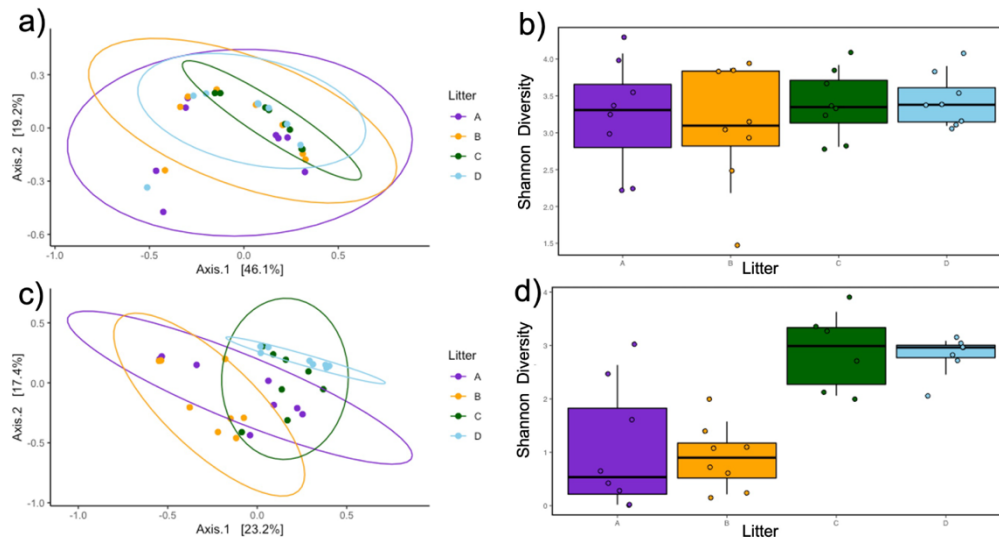 a)
0.3
0.0
-0.3
-0.6
Axis.2 [19.2%]
-1.0
-0.5
0.0
0.5
Axis.1 [46.1%]
Litter
A
B
C
D
b)
4.0
3.5
3.0
2.5
2.0
1.5
Shannon Diversity
A
B
C
D
Litter
c)
0.5
0.0
-0.5
-1.0
Axis.2 [17.4%]
-1.0
-0.5
0.0
0.5
Axis.1 [23.2%]
Litter
A
B
C
D
d)
4
3
2
1
0
Shannon Diversity
A
B
C
D
Litter